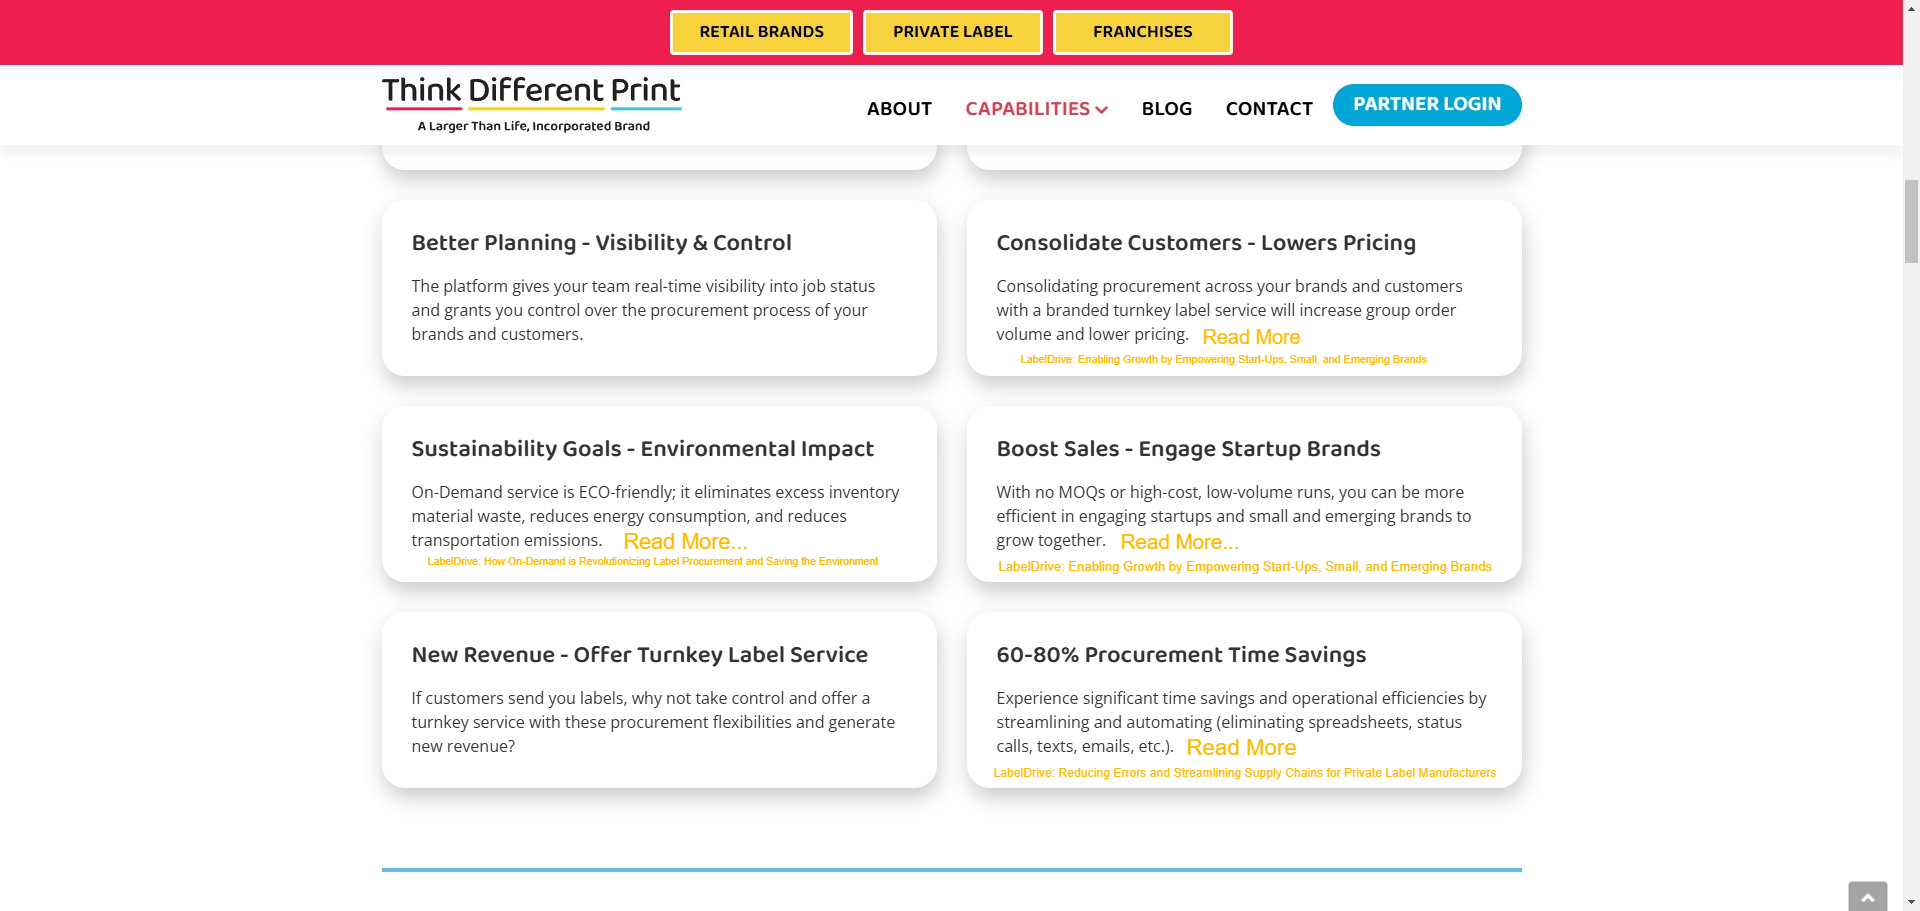 RETAIL BRANDS
PRIVATE LABEL
FRANCHISES
Think Different Print
A Larger Than Life, Incorporated Brand
ABOUT
CAPABILITIES
BLOG
CONTACT
PARTNER LOGIN
Better Planning - Visibility & Control
The platform gives your team real-time visibility into job status
and grants you control over the procurement process of your
brands and customers.
Consolidate Customers - Lowers Pricing
Consolidating procurement across your brands and customers
with a branded turnkey label service will increase group order
volume and lower pricing. Read More
LabelDrive: Enabling Growth by Empowering Start-Ups, Small, and Emerging Brands
Sustainability Goals - Environmental Impact
On-Demand service is ECO-friendly; it eliminates excess inventory
material waste, reduces energy consumption, and reduces
transportation emissions. Read More...
LabelDrive: How On-Demand is Revolutionizing Label Procurement and Saving the Environment
Boost Sales - Engage Startup Brands
With no MOQs or high-cost, low-volume runs, you can be more
efficient in engaging startups and small and emerging brands to
grow together. Read More...
LabelDrive: Enabling Growth by Empowering Start-Ups, Small, and Emerging Brands
New Revenue - Offer Turnkey Label Service
If customers send you labels, why not take control and offer a
turnkey service with these procurement flexibilities and generate
new revenue?
60-80% Procurement Time Savings
Experience significant time savings and operational efficiencies by
streamlining and automating (eliminating spreadsheets, status
calls, texts, emails, etc.). Read More
LabelDrive: Reducing Errors and Streamlining Supply Chains for Private Label Manufacturers